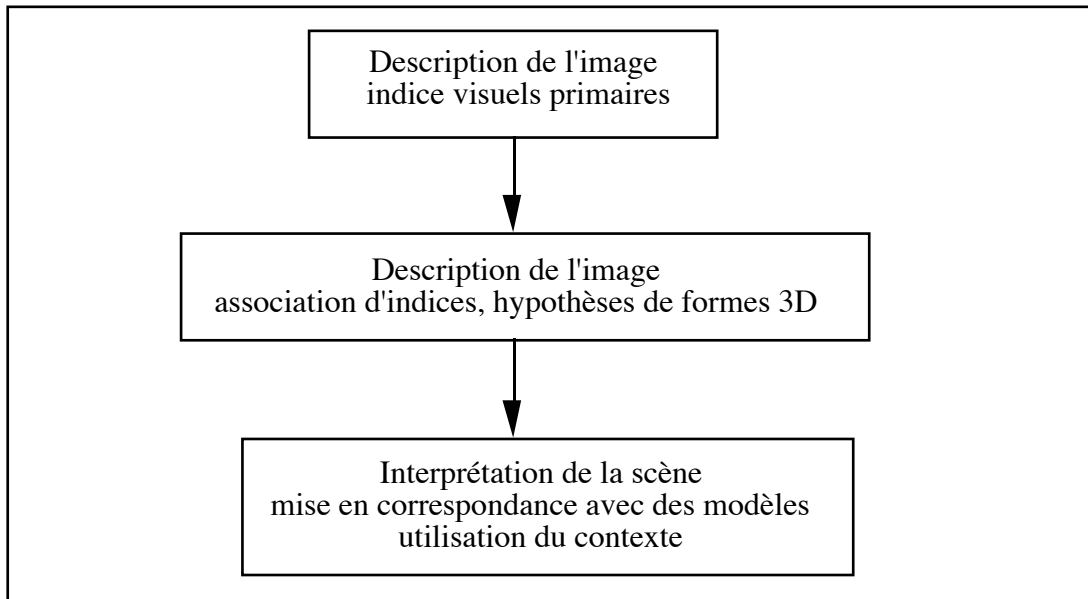 Description de l'image
indice visuels primaires
Description de l'image
association d'indices, hypothèses de formes 3D
Interprétation de la scène
mise en correspondance avec des modèles
utilisation du contexte